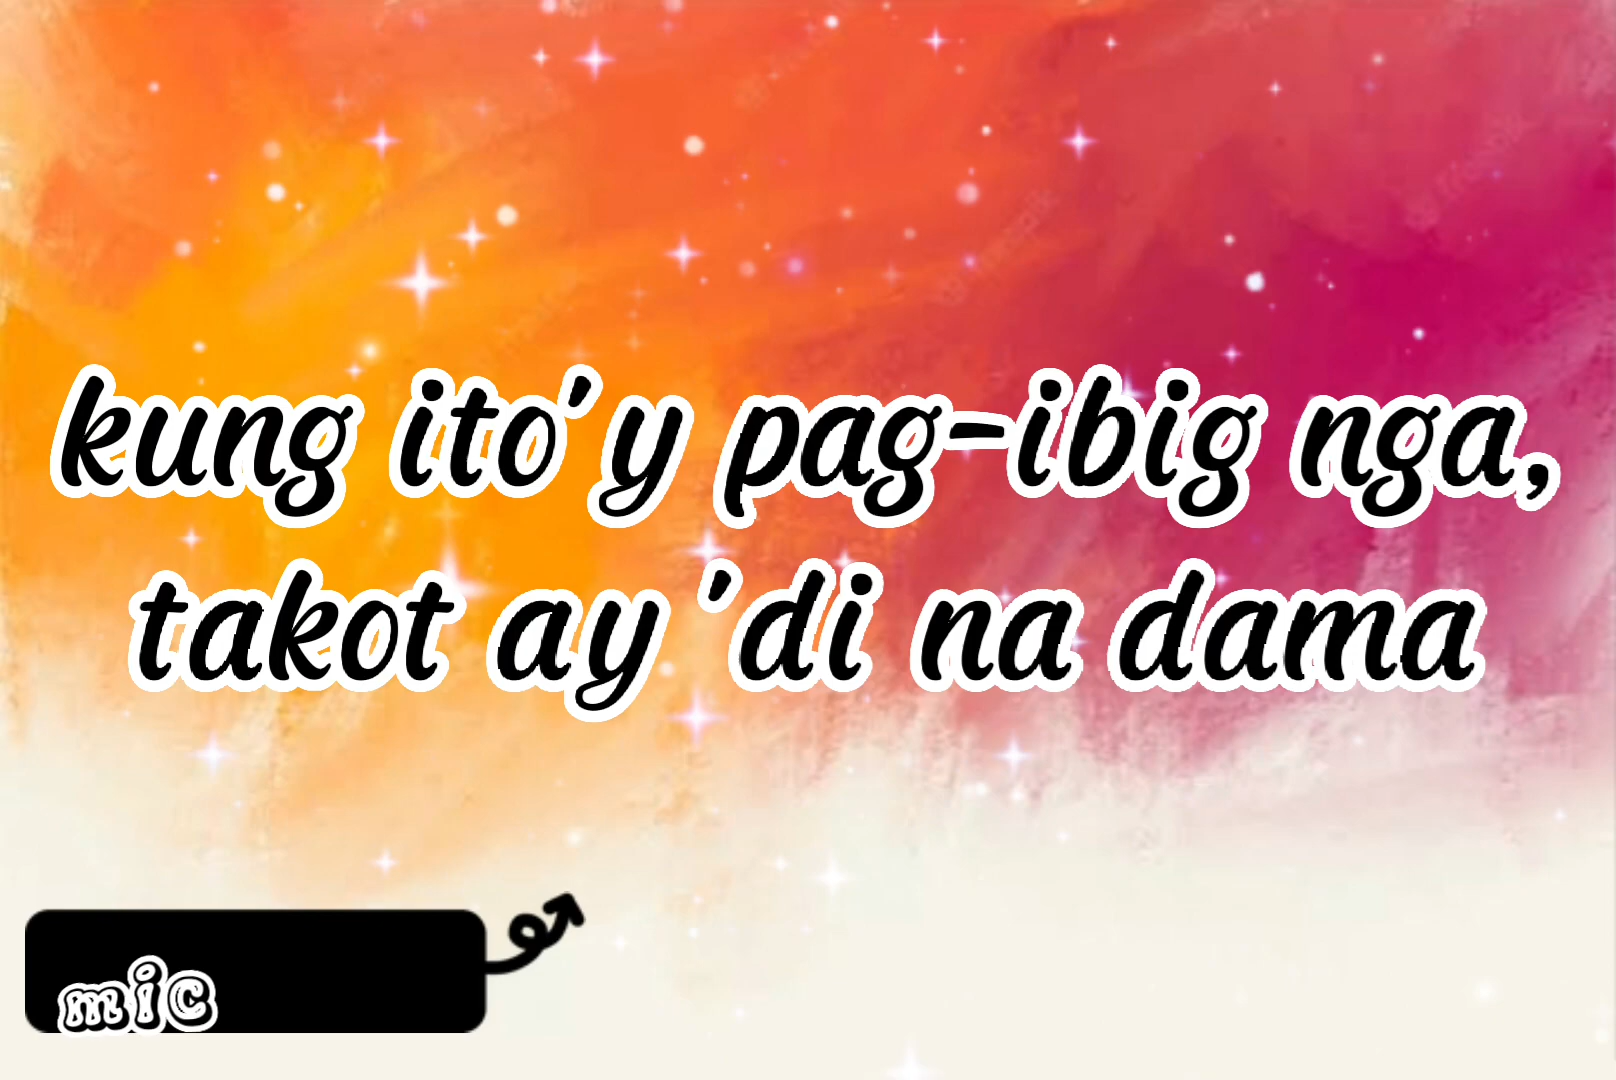 kung ito'y pag-ibig nga,
takot ay 'di na dama
mic